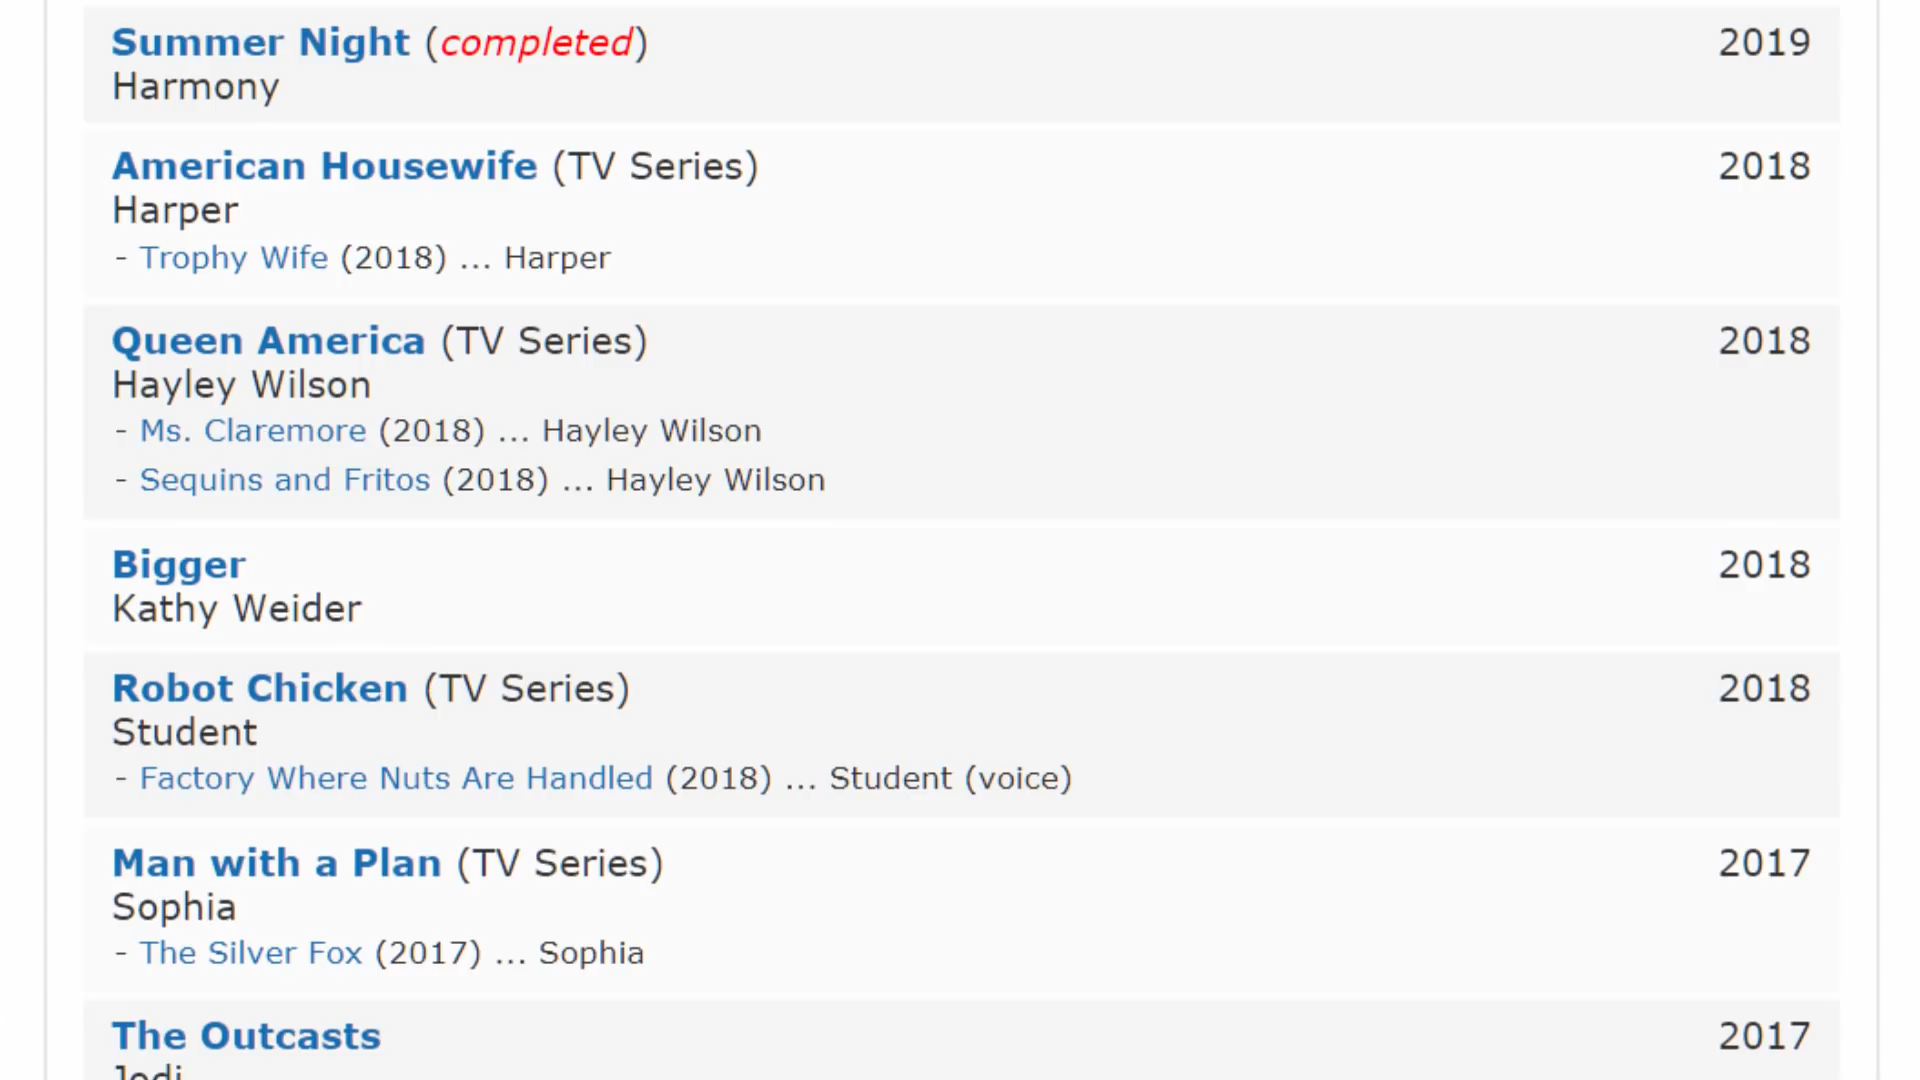 Summer Night (completed) 2019
Harmony
American Housewife (TV Series) 2018
Harper
- Trophy Wife (2018) ... Harper
Queen America (TV Series) 2018
Hayley Wilson
- Ms. Claremore (2018) ... Hayley Wilson
- Sequins and Fritos (2018) ... Hayley Wilson
Bigger 2018
Kathy Weider
Robot Chicken (TV Series) 2018
Student
- Factory Where Nuts Are Handled (2018) ... Student (voice)
Man with a Plan (TV Series) 2017
Sophia
- The Silver Fox (2017) ... Sophia
The Outcasts 2017
Jodi